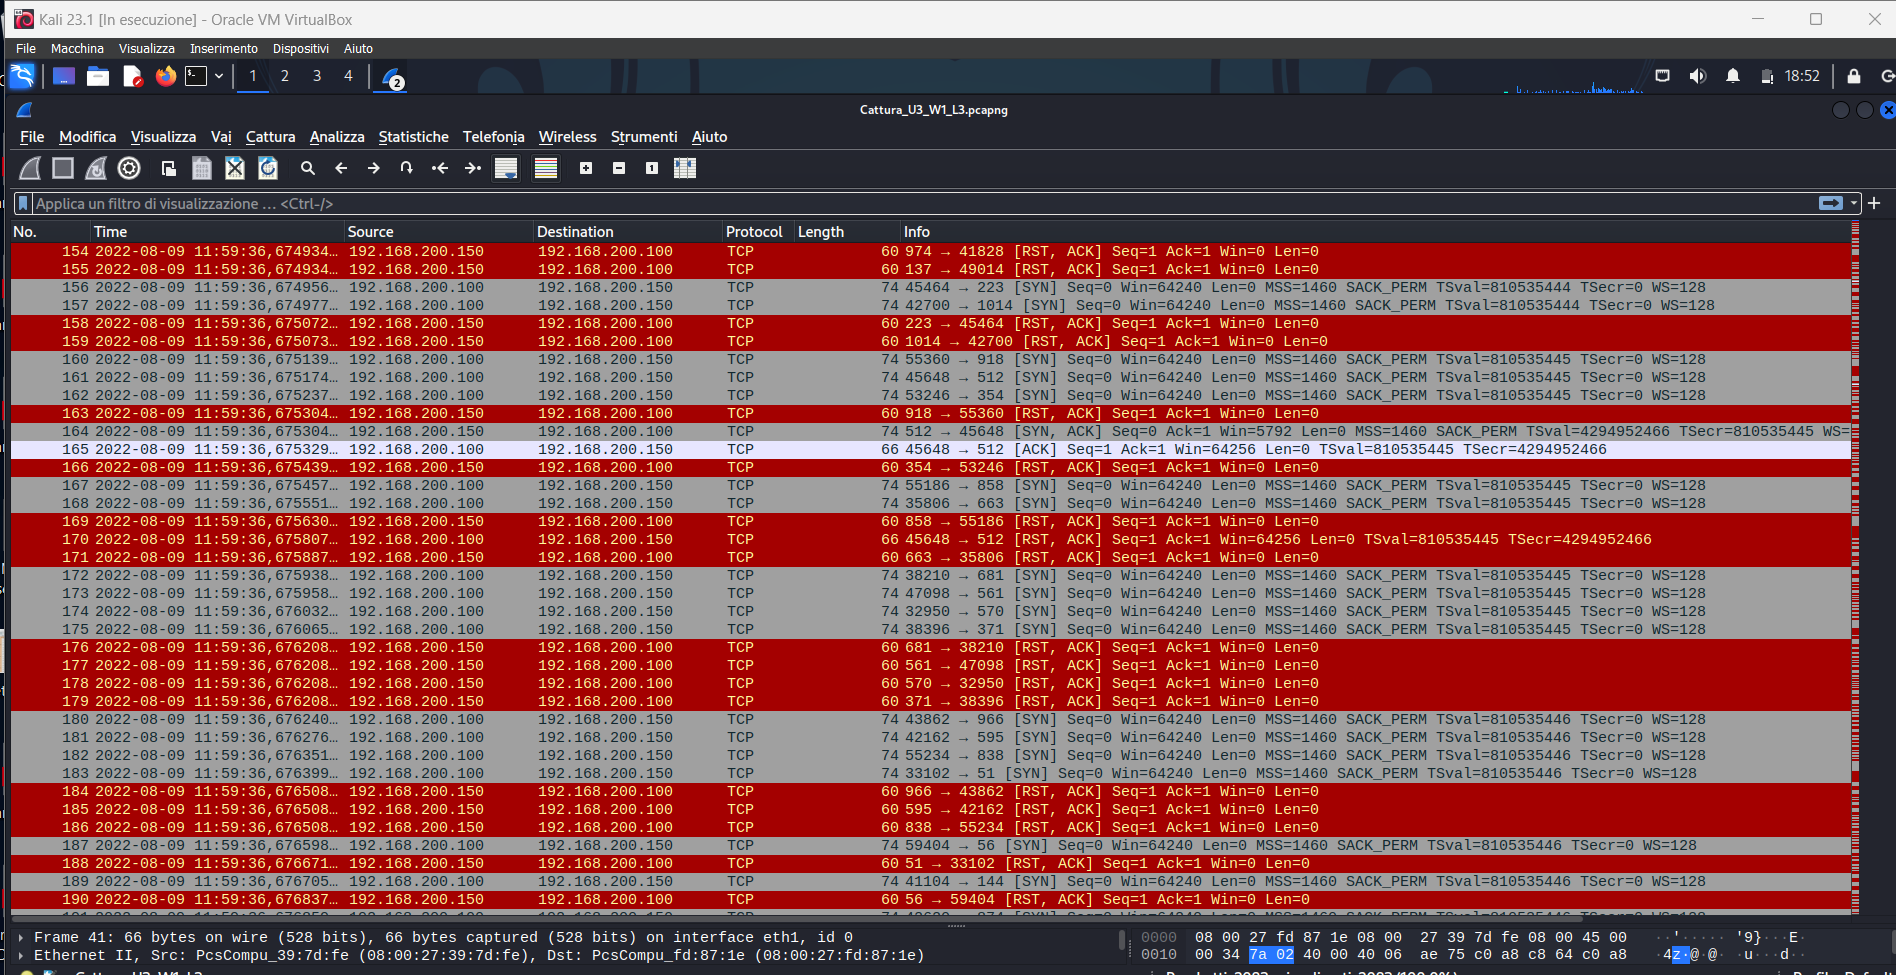 Kali 23.1 [In esecuzione] - Oracle VM VirtualBox
File Macchina Visualizza Inserimento Dispositivi Aiuto
1 2 3 4 2 18:52
Cattura_U3_W1_L3.pcapng
File Modifica Visualizza Vai Cattura Analizza Statistiche Telefonia Wireless Strumenti Aiuto
Applica un filtro di visualizzazione ... <Ctrl-/>
No. Time Source Destination Protocol Length Info
154 2022-08-09 11:59:36,674934… 192.168.200.150 192.168.200.100 TCP 60 974 → 41828 [RST, ACK] Seq=1 Ack=1 Win=0 Len=0
155 2022-08-09 11:59:36,674934… 192.168.200.150 192.168.200.100 TCP 60 137 → 49014 [RST, ACK] Seq=1 Ack=1 Win=0 Len=0
156 2022-08-09 11:59:36,674956… 192.168.200.100 192.168.200.150 TCP 74 45464 → 223 [SYN] Seq=0 Win=64240 Len=0 MSS=1460 SACK_PERM TSval=810535444 TSecr=0 WS=128
157 2022-08-09 11:59:36,674977… 192.168.200.100 192.168.200.150 TCP 74 42700 → 1014 [SYN] Seq=0 Win=64240 Len=0 MSS=1460 SACK_PERM TSval=810535444 TSecr=0 WS=128
158 2022-08-09 11:59:36,675072… 192.168.200.150 192.168.200.100 TCP 60 223 → 45464 [RST, ACK] Seq=1 Ack=1 Win=0 Len=0
159 2022-08-09 11:59:36,675073… 192.168.200.150 192.168.200.100 TCP 60 1014 → 42700 [RST, ACK] Seq=1 Ack=1 Win=0 Len=0
160 2022-08-09 11:59:36,675139… 192.168.200.100 192.168.200.150 TCP 74 55360 → 918 [SYN] Seq=0 Win=64240 Len=0 MSS=1460 SACK_PERM TSval=810535445 TSecr=0 WS=128
161 2022-08-09 11:59:36,675174… 192.168.200.100 192.168.200.150 TCP 74 45648 → 512 [SYN] Seq=0 Win=64240 Len=0 MSS=1460 SACK_PERM TSval=810535445 TSecr=0 WS=128
162 2022-08-09 11:59:36,675237… 192.168.200.100 192.168.200.150 TCP 74 53246 → 354 [SYN] Seq=0 Win=64240 Len=0 MSS=1460 SACK_PERM TSval=810535445 TSecr=0 WS=128
163 2022-08-09 11:59:36,675304… 192.168.200.150 192.168.200.100 TCP 60 918 → 55360 [RST, ACK] Seq=1 Ack=1 Win=0 Len=0
164 2022-08-09 11:59:36,675304… 192.168.200.150 192.168.200.100 TCP 74 512 → 45648 [SYN, ACK] Seq=0 Ack=1 Win=5792 Len=0 MSS=1460 SACK_PERM TSval=4294952466 TSecr=810535445 WS=
165 2022-08-09 11:59:36,675329… 192.168.200.100 192.168.200.150 TCP 66 45648 → 512 [ACK] Seq=1 Ack=1 Win=64256 Len=0 TSval=810535445 TSecr=4294952466
166 2022-08-09 11:59:36,675439… 192.168.200.150 192.168.200.100 TCP 60 354 → 53246 [RST, ACK] Seq=1 Ack=1 Win=0 Len=0
167 2022-08-09 11:59:36,675457… 192.168.200.100 192.168.200.150 TCP 74 55186 → 858 [SYN] Seq=0 Win=64240 Len=0 MSS=1460 SACK_PERM TSval=810535445 TSecr=0 WS=128
168 2022-08-09 11:59:36,675551… 192.168.200.100 192.168.200.150 TCP 74 35806 → 663 [SYN] Seq=0 Win=64240 Len=0 MSS=1460 SACK_PERM TSval=810535445 TSecr=0 WS=128
169 2022-08-09 11:59:36,675630… 192.168.200.150 192.168.200.100 TCP 60 858 → 55186 [RST, ACK] Seq=1 Ack=1 Win=0 Len=0
170 2022-08-09 11:59:36,675807… 192.168.200.100 192.168.200.150 TCP 66 45648 → 512 [RST, ACK] Seq=1 Ack=1 Win=64256 Len=0 TSval=810535445 TSecr=4294952466
171 2022-08-09 11:59:36,675887… 192.168.200.150 192.168.200.100 TCP 60 663 → 35806 [RST, ACK] Seq=1 Ack=1 Win=0 Len=0
172 2022-08-09 11:59:36,675938… 192.168.200.100 192.168.200.150 TCP 74 38210 → 681 [SYN] Seq=0 Win=64240 Len=0 MSS=1460 SACK_PERM TSval=810535445 TSecr=0 WS=128
173 2022-08-09 11:59:36,675958… 192.168.200.100 192.168.200.150 TCP 74 47098 → 561 [SYN] Seq=0 Win=64240 Len=0 MSS=1460 SACK_PERM TSval=810535445 TSecr=0 WS=128
174 2022-08-09 11:59:36,676032… 192.168.200.100 192.168.200.150 TCP 74 32950 → 570 [SYN] Seq=0 Win=64240 Len=0 MSS=1460 SACK_PERM TSval=810535445 TSecr=0 WS=128
175 2022-08-09 11:59:36,676065… 192.168.200.100 192.168.200.150 TCP 74 38396 → 371 [SYN] Seq=0 Win=64240 Len=0 MSS=1460 SACK_PERM TSval=810535445 TSecr=0 WS=128
176 2022-08-09 11:59:36,676208… 192.168.200.150 192.168.200.100 TCP 60 681 → 38210 [RST, ACK] Seq=1 Ack=1 Win=0 Len=0
177 2022-08-09 11:59:36,676208… 192.168.200.150 192.168.200.100 TCP 60 561 → 47098 [RST, ACK] Seq=1 Ack=1 Win=0 Len=0
178 2022-08-09 11:59:36,676208… 192.168.200.150 192.168.200.100 TCP 60 570 → 32950 [RST, ACK] Seq=1 Ack=1 Win=0 Len=0
179 2022-08-09 11:59:36,676208… 192.168.200.150 192.168.200.100 TCP 60 371 → 38396 [RST, ACK] Seq=1 Ack=1 Win=0 Len=0
180 2022-08-09 11:59:36,676240… 192.168.200.100 192.168.200.150 TCP 74 43862 → 966 [SYN] Seq=0 Win=64240 Len=0 MSS=1460 SACK_PERM TSval=810535446 TSecr=0 WS=128
181 2022-08-09 11:59:36,676276… 192.168.200.100 192.168.200.150 TCP 74 42162 → 595 [SYN] Seq=0 Win=64240 Len=0 MSS=1460 SACK_PERM TSval=810535446 TSecr=0 WS=128
182 2022-08-09 11:59:36,676351… 192.168.200.100 192.168.200.150 TCP 74 55234 → 838 [SYN] Seq=0 Win=64240 Len=0 MSS=1460 SACK_PERM TSval=810535446 TSecr=0 WS=128
183 2022-08-09 11:59:36,676399… 192.168.200.100 192.168.200.150 TCP 74 33102 → 51 [SYN] Seq=0 Win=64240 Len=0 MSS=1460 SACK_PERM TSval=810535446 TSecr=0 WS=128
184 2022-08-09 11:59:36,676508… 192.168.200.150 192.168.200.100 TCP 60 966 → 43862 [RST, ACK] Seq=1 Ack=1 Win=0 Len=0
185 2022-08-09 11:59:36,676508… 192.168.200.150 192.168.200.100 TCP 60 595 → 42162 [RST, ACK] Seq=1 Ack=1 Win=0 Len=0
186 2022-08-09 11:59:36,676508… 192.168.200.150 192.168.200.100 TCP 60 838 → 55234 [RST, ACK] Seq=1 Ack=1 Win=0 Len=0
187 2022-08-09 11:59:36,676598… 192.168.200.100 192.168.200.150 TCP 74 59404 → 56 [SYN] Seq=0 Win=64240 Len=0 MSS=1460 SACK_PERM TSval=810535446 TSecr=0 WS=128
188 2022-08-09 11:59:36,676671… 192.168.200.150 192.168.200.100 TCP 60 51 → 33102 [RST, ACK] Seq=1 Ack=1 Win=0 Len=0
189 2022-08-09 11:59:36,676705… 192.168.200.100 192.168.200.150 TCP 74 41104 → 144 [SYN] Seq=0 Win=64240 Len=0 MSS=1460 SACK_PERM TSval=810535446 TSecr=0 WS=128
190 2022-08-09 11:59:36,676837… 192.168.200.150 192.168.200.100 TCP 60 56 → 59404 [RST, ACK] Seq=1 Ack=1 Win=0 Len=0
Frame 41: 66 bytes on wire (528 bits), 66 bytes captured (528 bits) on interface eth1, id 0
Ethernet II, Src: PcsCompu_39:7d:fe (08:00:27:39:7d:fe), Dst: PcsCompu_fd:87:1e (08:00:27:fd:87:1e)
0000 08 00 27 fd 87 1e 08 00 27 39 7d fe 08 00 45 00 ··'····· '9}···E·
0010 00 34 7a 02 40 00 40 06 ae 75 c0 a8 c8 64 c0 a8 ·4z·@·@· ·u···d··